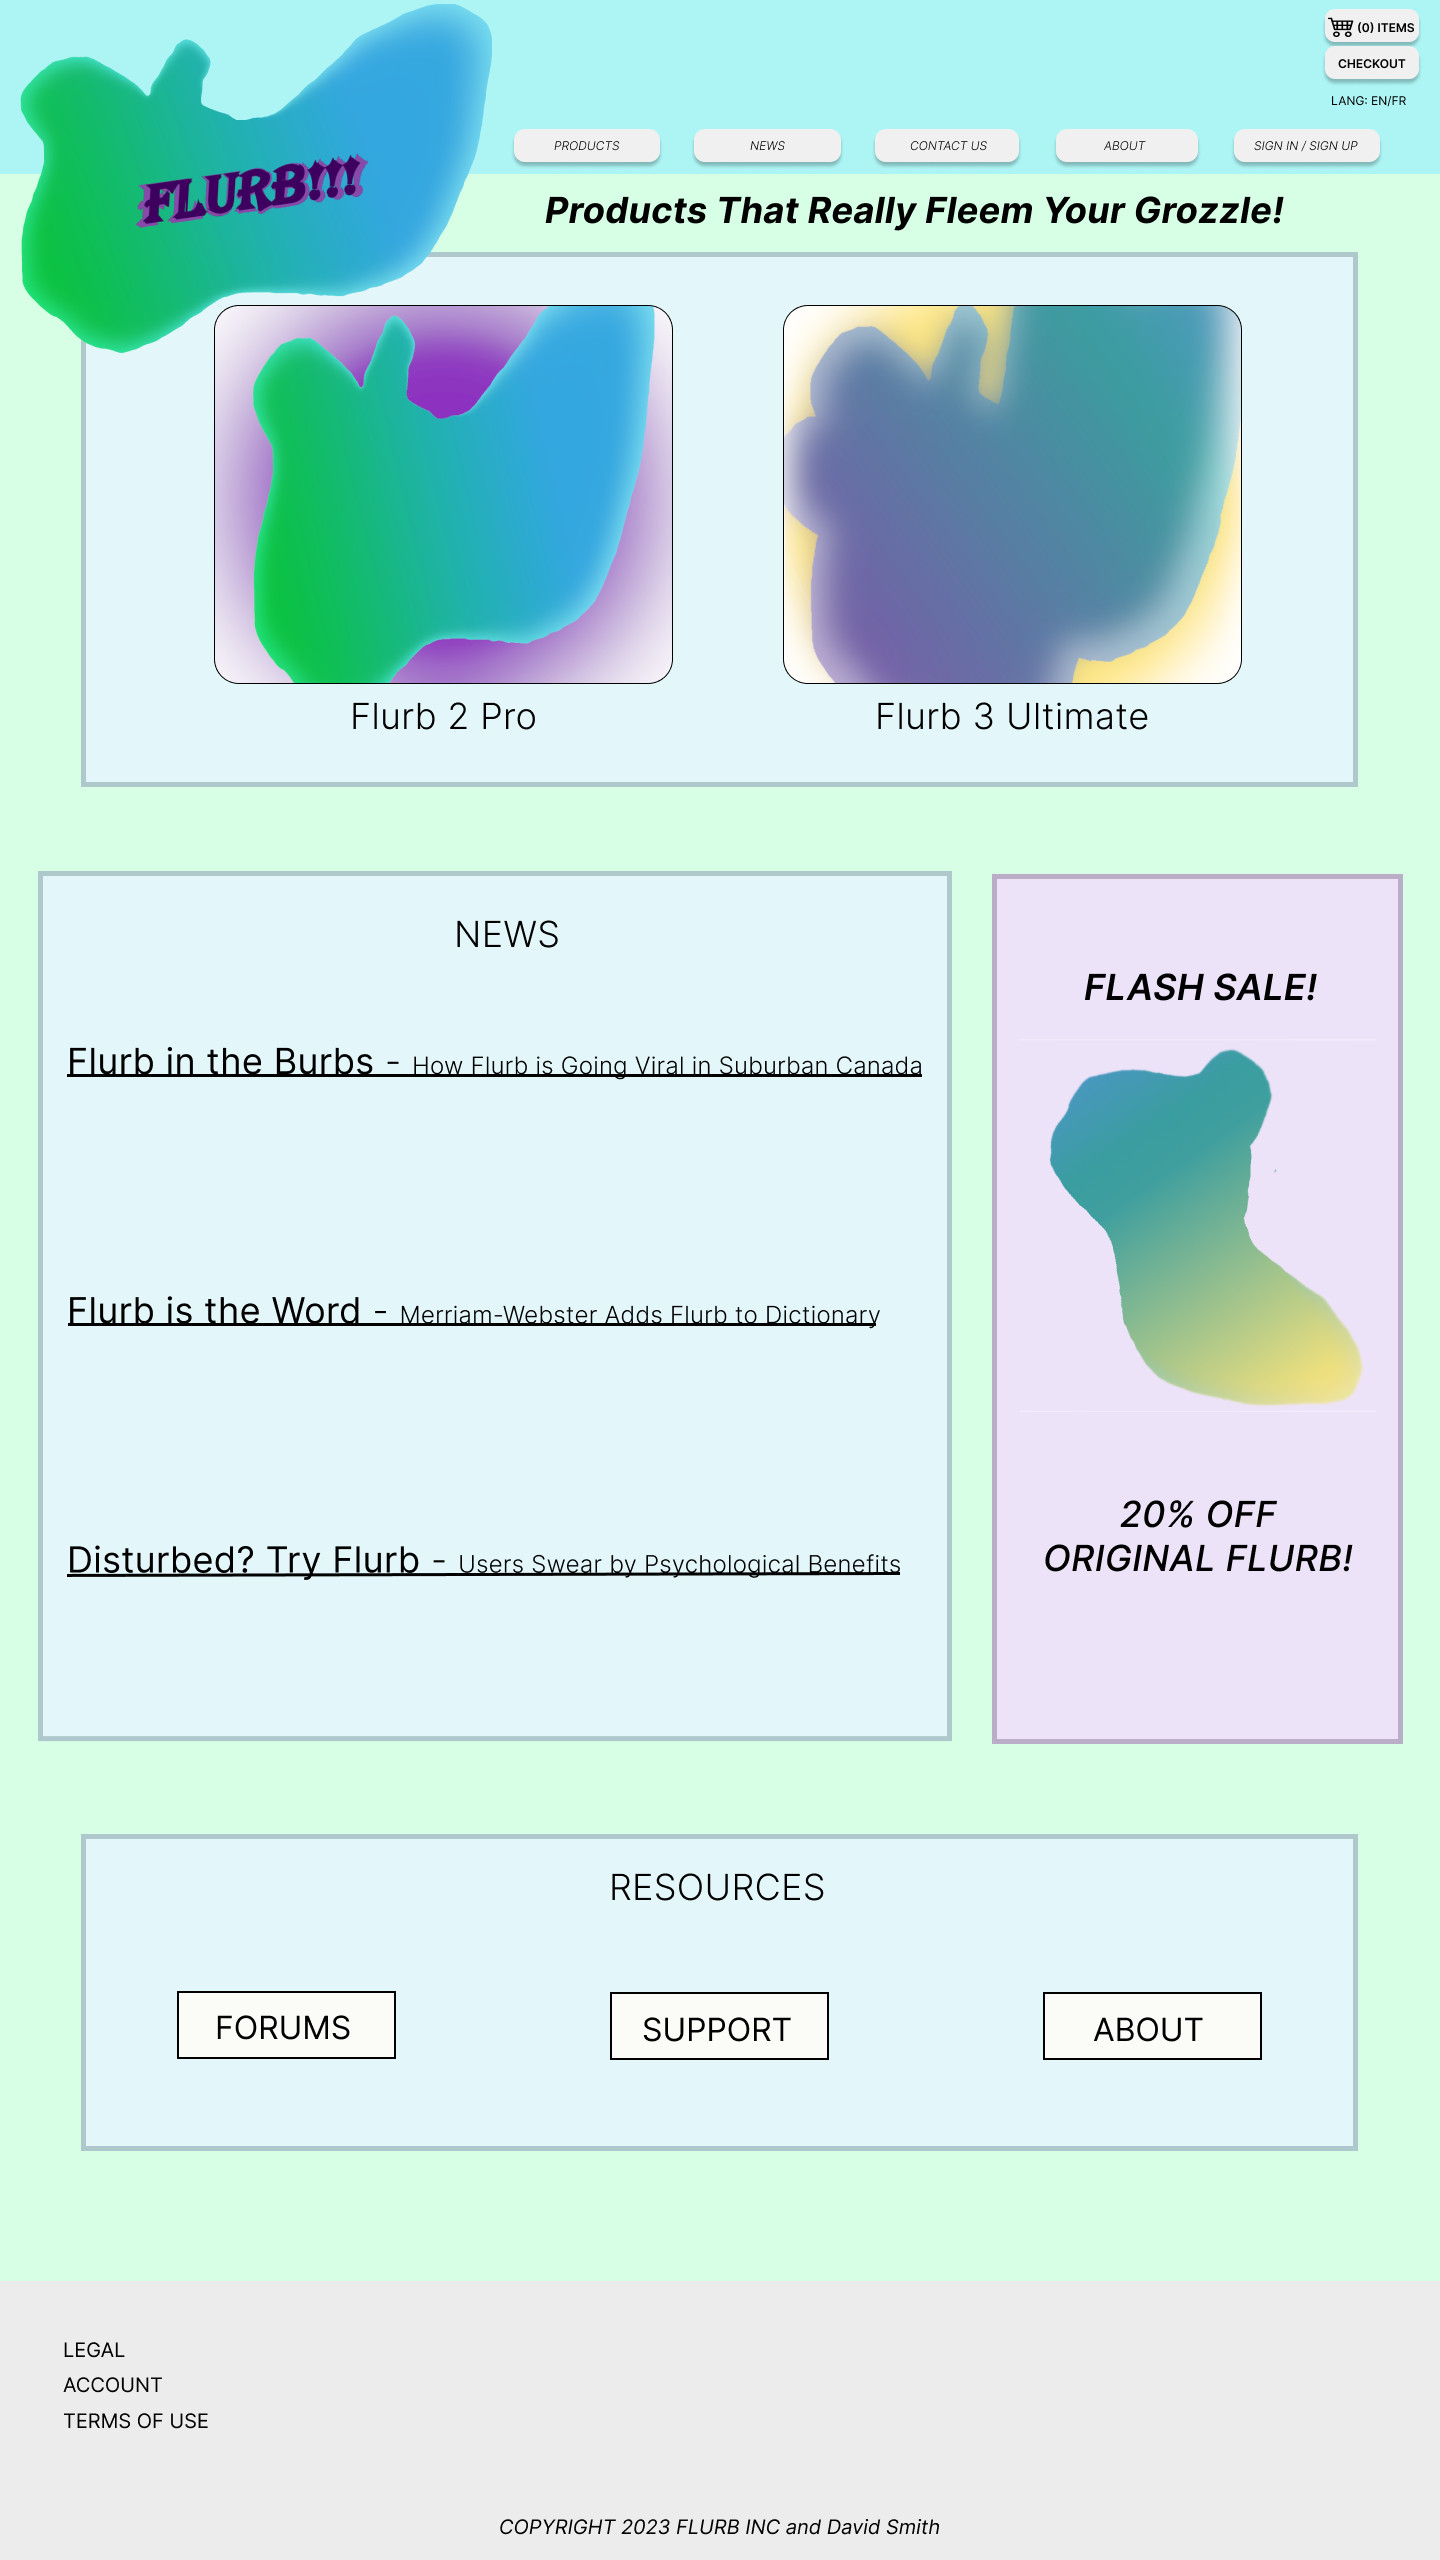 (0) ITEMS
CHECKOUT
LANG: EN/FR
PRODUCTS
NEWS
CONTACT US
ABOUT
SIGN IN / SIGN UP
FLURB!!!
Products That Really Fleem Your Grozzle!
Flurb 2 Pro
Flurb 3 Ultimate
NEWS
Flurb in the Burbs - How Flurb is Going Viral in Suburban Canada
Flurb is the Word - Merriam-Webster Adds Flurb to Dictionary
Disturbed? Try Flurb - Users Swear by Psychological Benefits
FLASH SALE!
20% OFF
ORIGINAL FLURB!
RESOURCES
FORUMS
SUPPORT
ABOUT
LEGAL
ACCOUNT
TERMS OF USE
COPYRIGHT 2023 FLURB INC and David Smith